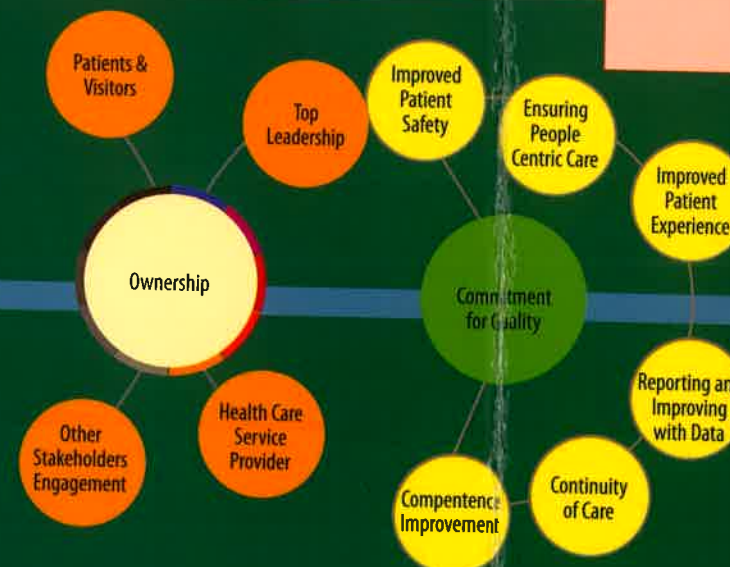 Patients &
Visitors
Top
Leadership
Improved
Patient
Safety
Ensuring
People
Centric Care
Improved
Patient
Experience
Ownership
Commitment
for Quality
Other
Stakeholders
Engagement
Health Care
Service
Provider
Compentence
Improvement
Continuity
of Care
Reporting an
Improving
with Data